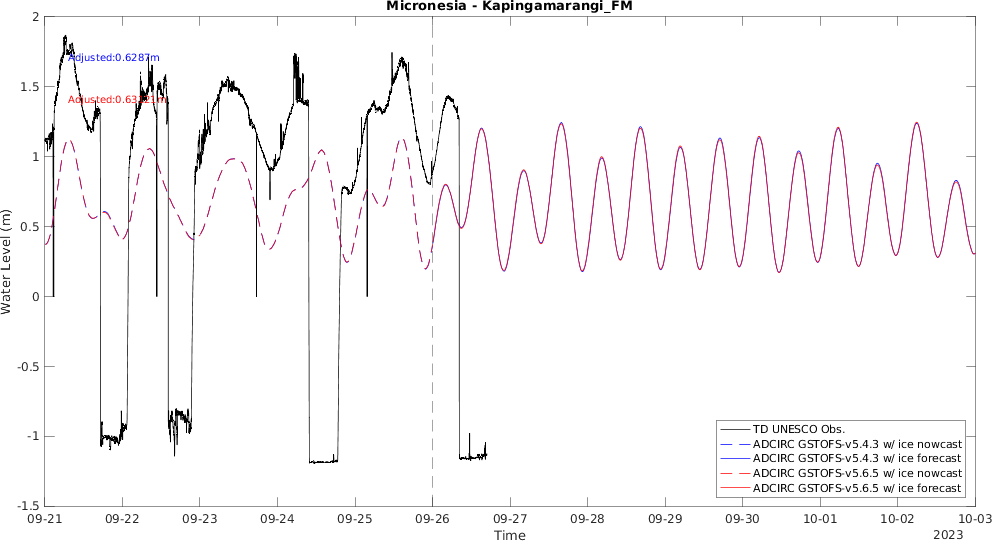 Micronesia - Kapingamarangi_FM
Water Level (m)
2
1.5
1
0.5
0
-0.5
-1
-1.5
Adjusted:0.6287m
TD UNESCO Obs.
ADCIRC GSTOFS-v5.4.3 w/ ice nowcast
ADCIRC GSTOFS-v5.4.3 w/ ice forecast
ADCIRC GSTOFS-v5.6.5 w/ ice nowcast
ADCIRC GSTOFS-v5.6.5 w/ ice forecast
09-21 09-22 09-23 09-24 09-25 09-26 09-27 09-28 09-29 09-30 10-01 10-02 10-03
Time
2023